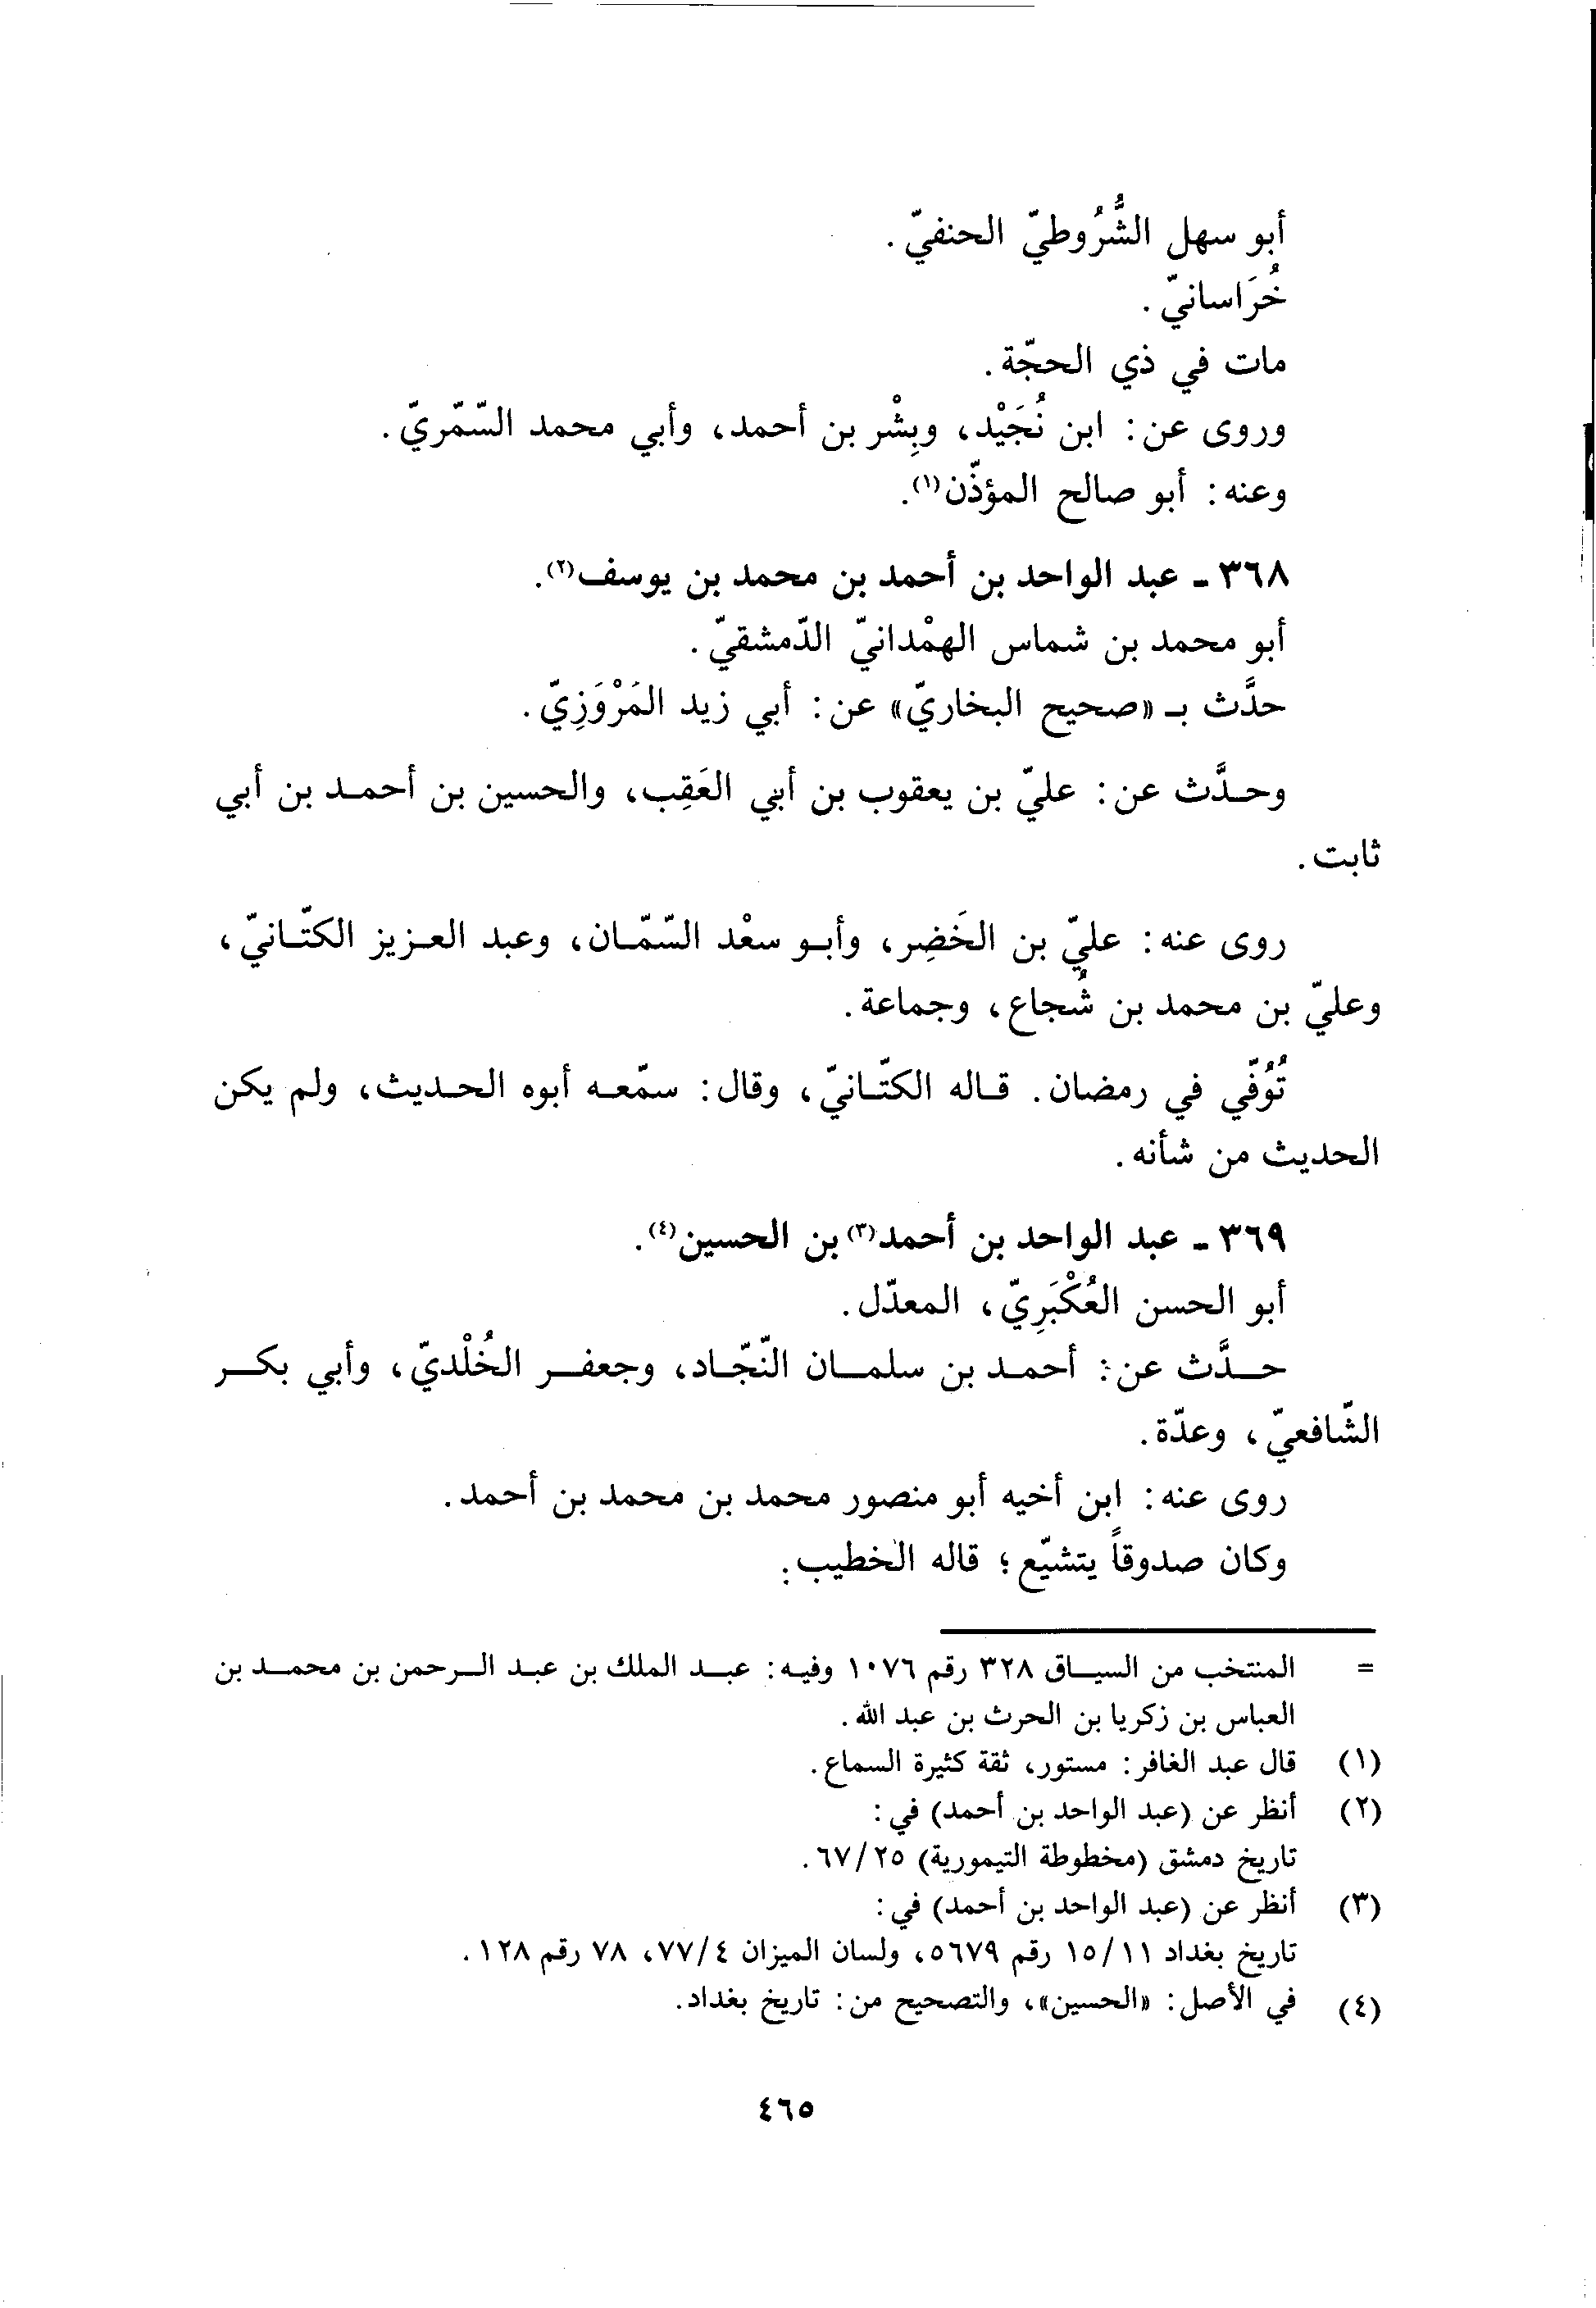 أبو سهل الشُّرُوطيّ الحنفيّ.
خُرَاسانيّ.
مات في ذي الحجّة.
وروى عن: ابن نُجَيْد، وبِشْر بن أحمد، وأبي محمد السّمّريّ.
وعنه: أبو صالح المؤذّن(١).
٣٦٨ - عبد الواحد بن أحمد بن محمد بن يوسف(٢).
أبو محمد بن شماس الهمْدانيّ الدّمشقيّ.
حدَّث بـ «صحيح البخاريّ» عن: أبي زيد المَرْوَزِيّ.
وحدَّث عن: عليّ بن يعقوب بن أبي العَقِب، والحسين بن أحمد بن أبي
ثابت.
روى عنه: عليّ بن الخَضِر، وأبو سعْد السّمّان، وعبد العزيز الكتّانيّ،
وعليّ بن محمد بن شُجاع، وجماعة.
تُوُفّي في رمضان. قاله الكتّانيّ، وقال: سمّعه أبوه الحديث، ولم يكن
الحديث من شأنه.
٣٦٩ - عبد الواحد بن أحمد(٣) بن الحسين(٤).
أبو الحسن العُكْبَرِيّ، المعدّل.
حدَّث عن: أحمد بن سلمان النّجّاد، وجعفر الخُلْديّ، وأبي بكر
الشّافعيّ، وعدّة.
روى عنه: ابن أخيه أبو منصور محمد بن محمد بن أحمد.
وكان صدوقاً يتشيّع؛ قاله الخطيب.
= المنتخب من السياق ٣٢٨ رقم ١٠٧٦ وفيه: عبد الملك بن عبد الرحمن بن محمد بن
العباس بن زكريا بن الحرث بن عبد الله.
(١) قال عبد الغافر: مستور، ثقة كثيرة السماع.
(٢) أنظر عن (عبد الواحد بن أحمد) في:
تاريخ دمشق (مخطوطة التيمورية) ٦٧/٢٥.
(٣) أنظر عن (عبد الواحد بن أحمد) في:
تاريخ بغداد ١٥/١١ رقم ٥٦٧٩، ولسان الميزان ٧٧/٤، ٧٨ رقم ١٢٨.
(٤) في الأصل: «الحسين»، والتصحيح من: تاريخ بغداد.
٤٦٥